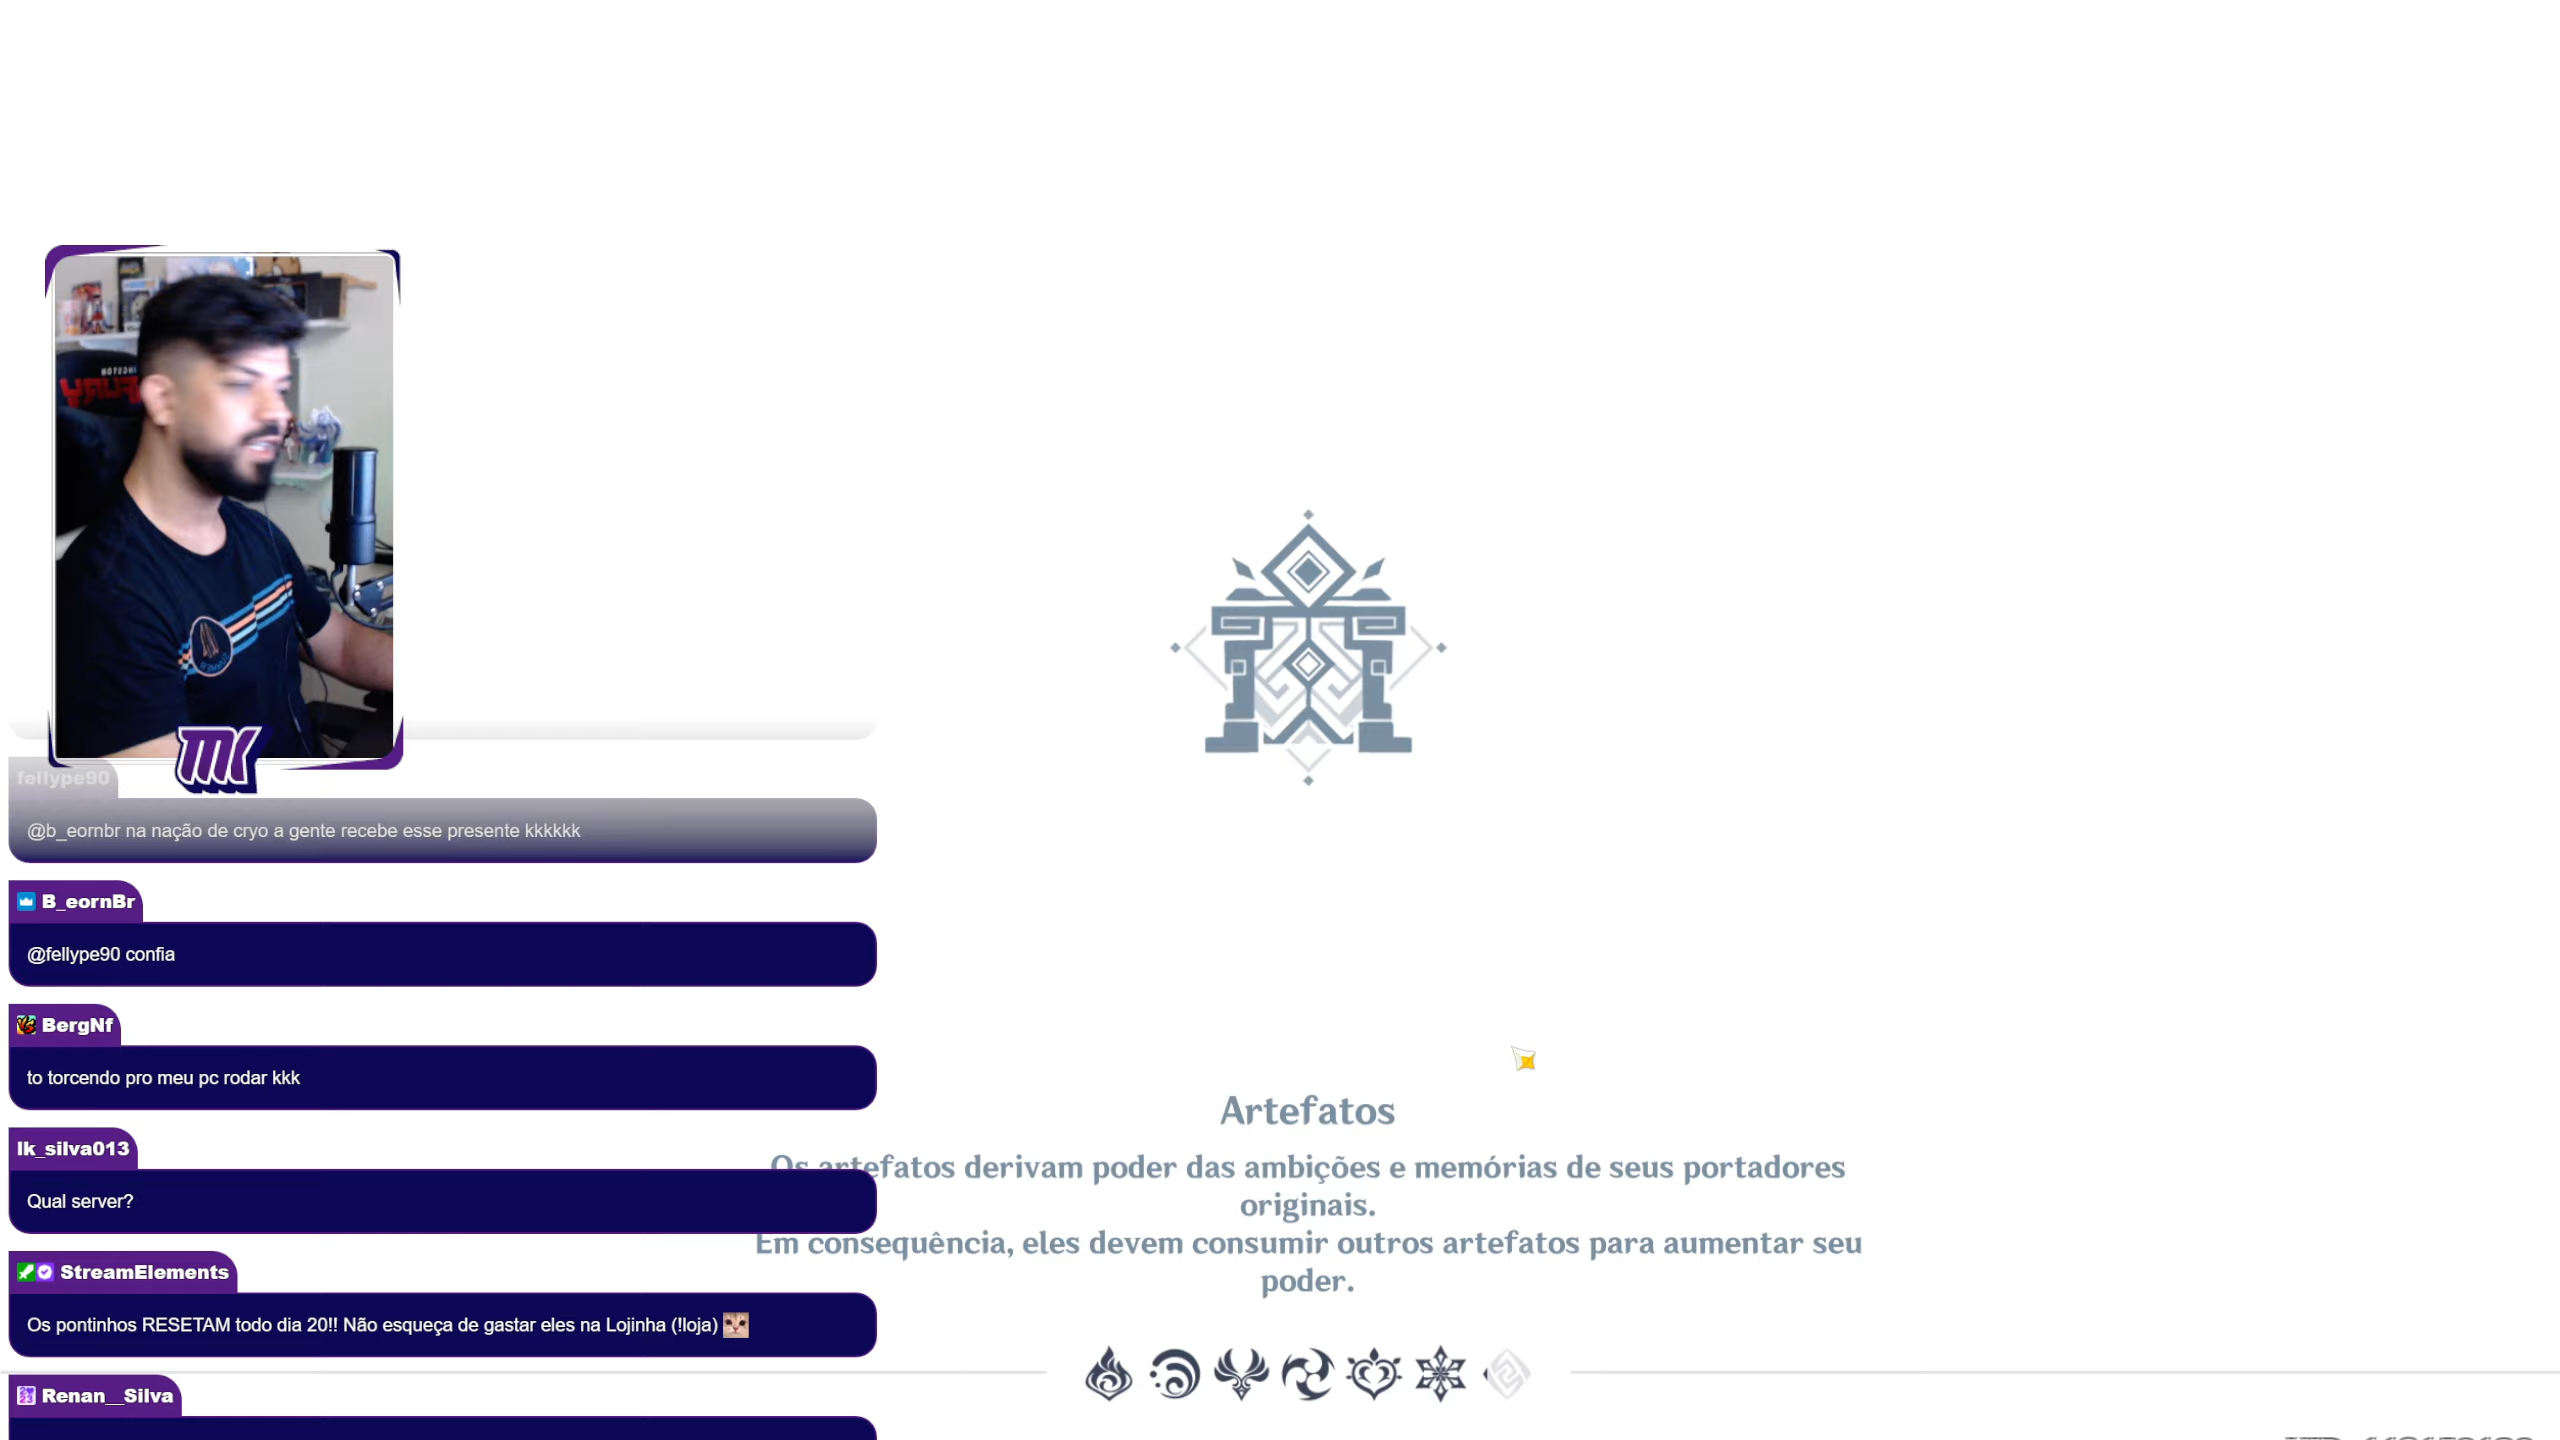 fellype90
@b_eornbr na nação de cryo a gente recebe esse presente kkkkkk
B_eornBr
@fellype90 confia
BergNf
to torcendo pro meu pc rodar kkk
lk_silva013
Qual server?
StreamElements
Os pontinhos RESETAM todo dia 20!! Não esqueça de gastar eles na Lojinha (!loja)
Renan__Silva
Artefatos
Os artefatos derivam poder das ambições e memórias de seus portadores
originais.
Em consequência, eles devem consumir outros artefatos para aumentar seu
poder.